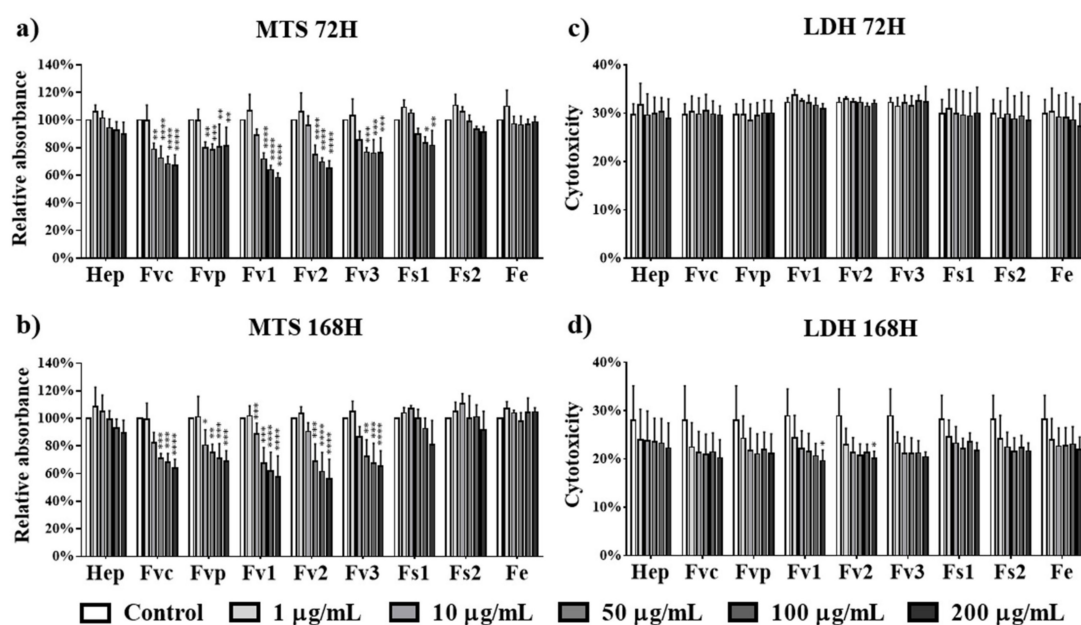 a) MTS 72H
Relative absorbance
140%
120%
100%
80%
60%
40%
20%
0%
Hep Fvc Fvp Fv1 Fv2 Fv3 Fs1 Fs2 Fe
c) LDH 72H
Cytotoxicity
40%
30%
20%
10%
Hep Fvc Fvp Fv1 Fv2 Fv3 Fs1 Fs2 Fe
b) MTS 168H
Relative absorbance
140%
120%
100%
80%
60%
40%
20%
0%
Hep Fvc Fvp Fv1 Fv2 Fv3 Fs1 Fs2 Fe
d) LDH 168H
Cytotoxicity
40%
30%
20%
10%
Hep Fvc Fvp Fv1 Fv2 Fv3 Fs1 Fs2 Fe
Control 1 µg/mL 10 µg/mL 50 µg/mL 100 µg/mL 200 µg/mL